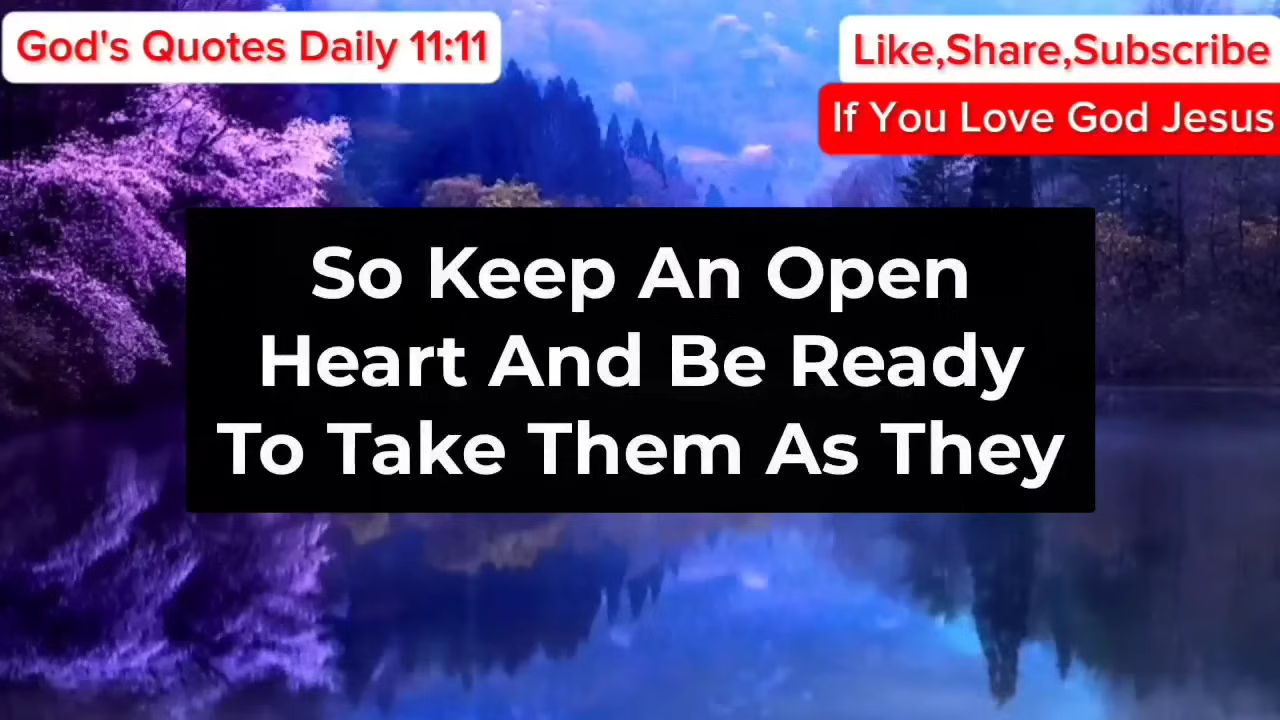 God's Quotes Daily 11:11
Like,Share,Subscribe
If You Love God Jesus
So Keep An Open
Heart And Be Ready
To Take Them As They